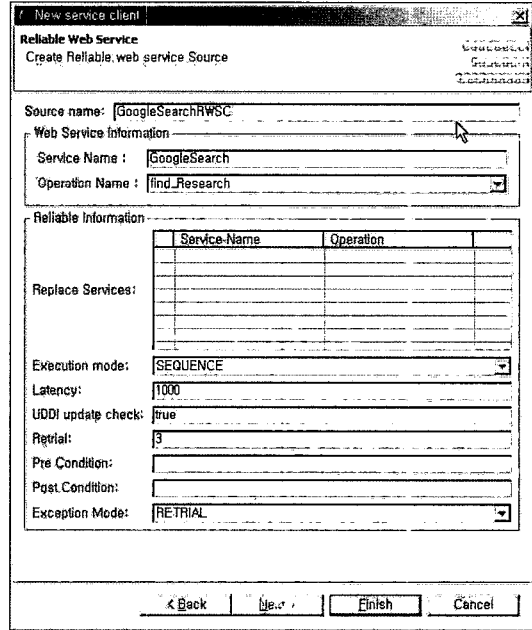 New service client
Reliable Web Service
Create Reliable web service Source
Source name: GoogleSearchRWSC
Web Service Information
Service Name : GoogleSearch
Operation Name : find_Research
Reliable Information
Service-Name Operation
Replace Services:
Execution mode: SEQUENCE
Latency: 1000
UDDI update check: true
Retrial: 3
Pre Condition:
Post Condition:
Exception Mode: RETRIAL
< Back Next > Finish Cancel